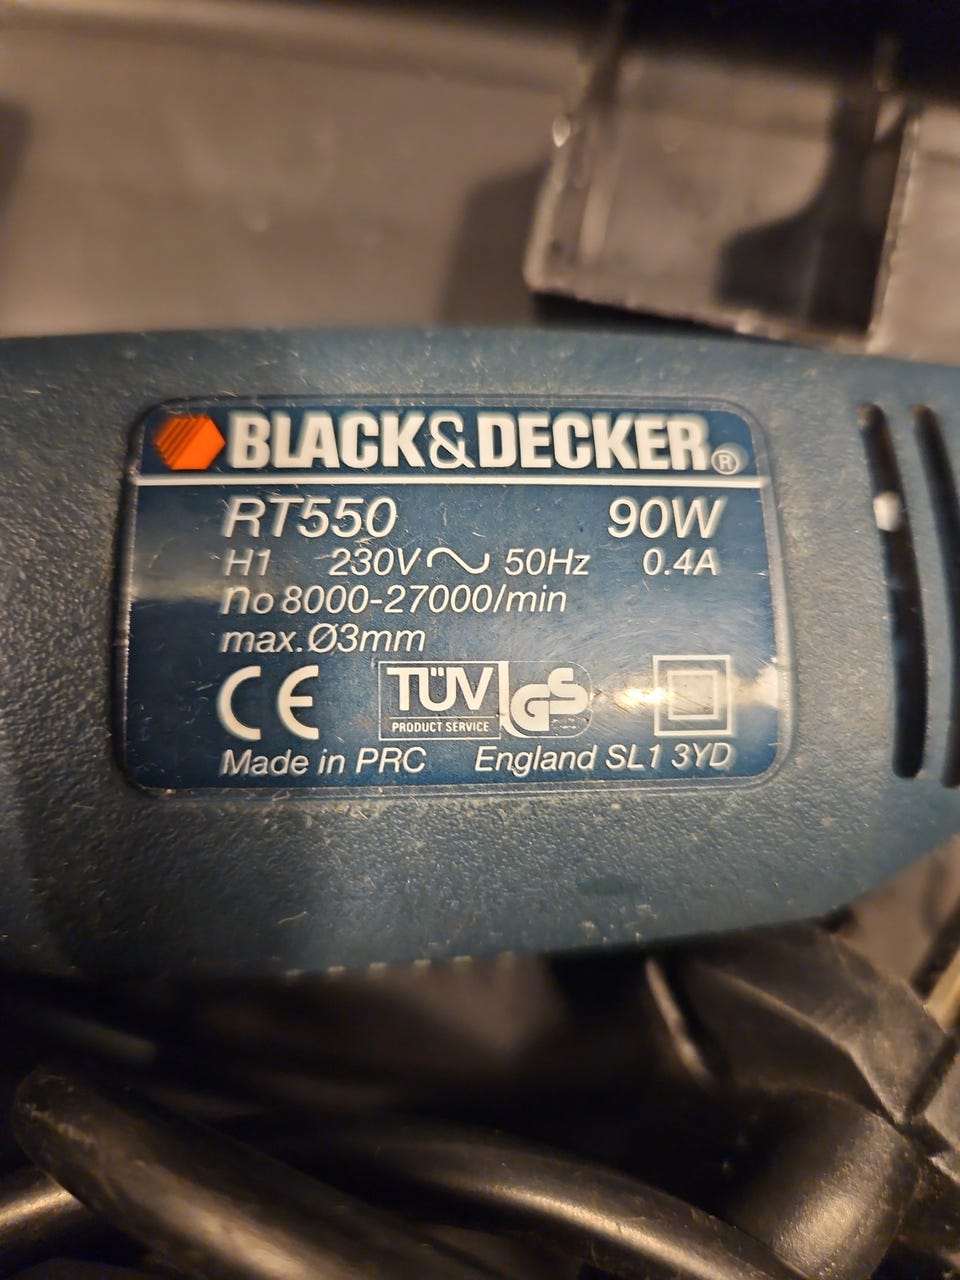 BLACK&DECKER®
RT550 90W
H1 230V~50Hz 0.4A
no 8000-27000/min
max.Ø3mm
CE TÜV GS
PRODUCT SERVICE
Made in PRC England SL1 3YD